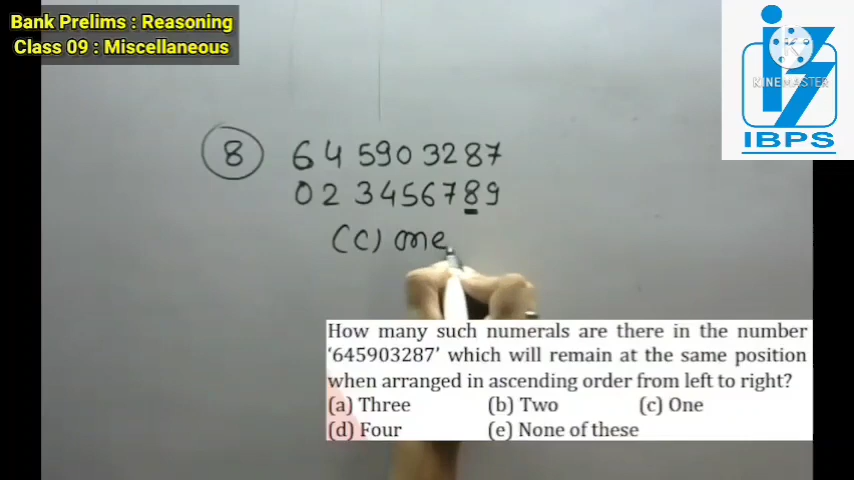 Bank Prelims : Reasoning
Class 09 : Miscellaneous
KINEMASTER
IBPS
8 645903287
023456789
(C) one
How many such numerals are there in the number
‘645903287’ which will remain at the same position
when arranged in ascending order from left to right?
(a) Three (b) Two (c) One
(d) Four (e) None of these